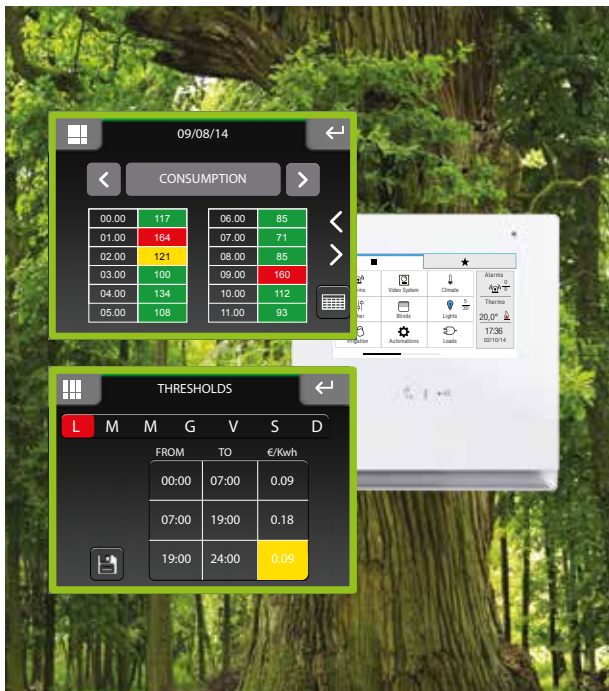 09/08/14
CONSUMPTION
00.00 117 06.00 85
01.00 164 07.00 71
02.00 121 08.00 85
03.00 100 09.00 160
04.00 134 10.00 112
05.00 108 11.00 93
Alarms
Video System Climate
0
0
Thermo
5
30
Blinds Lights
20,0°
17:36
Automations Loads
02/10/14
THRESHOLDS
L M M G V S D
FROM TO €/Kwh
00:00 07:00 0.09
07:00 19:00 0.18
19:00 24:00 0.09